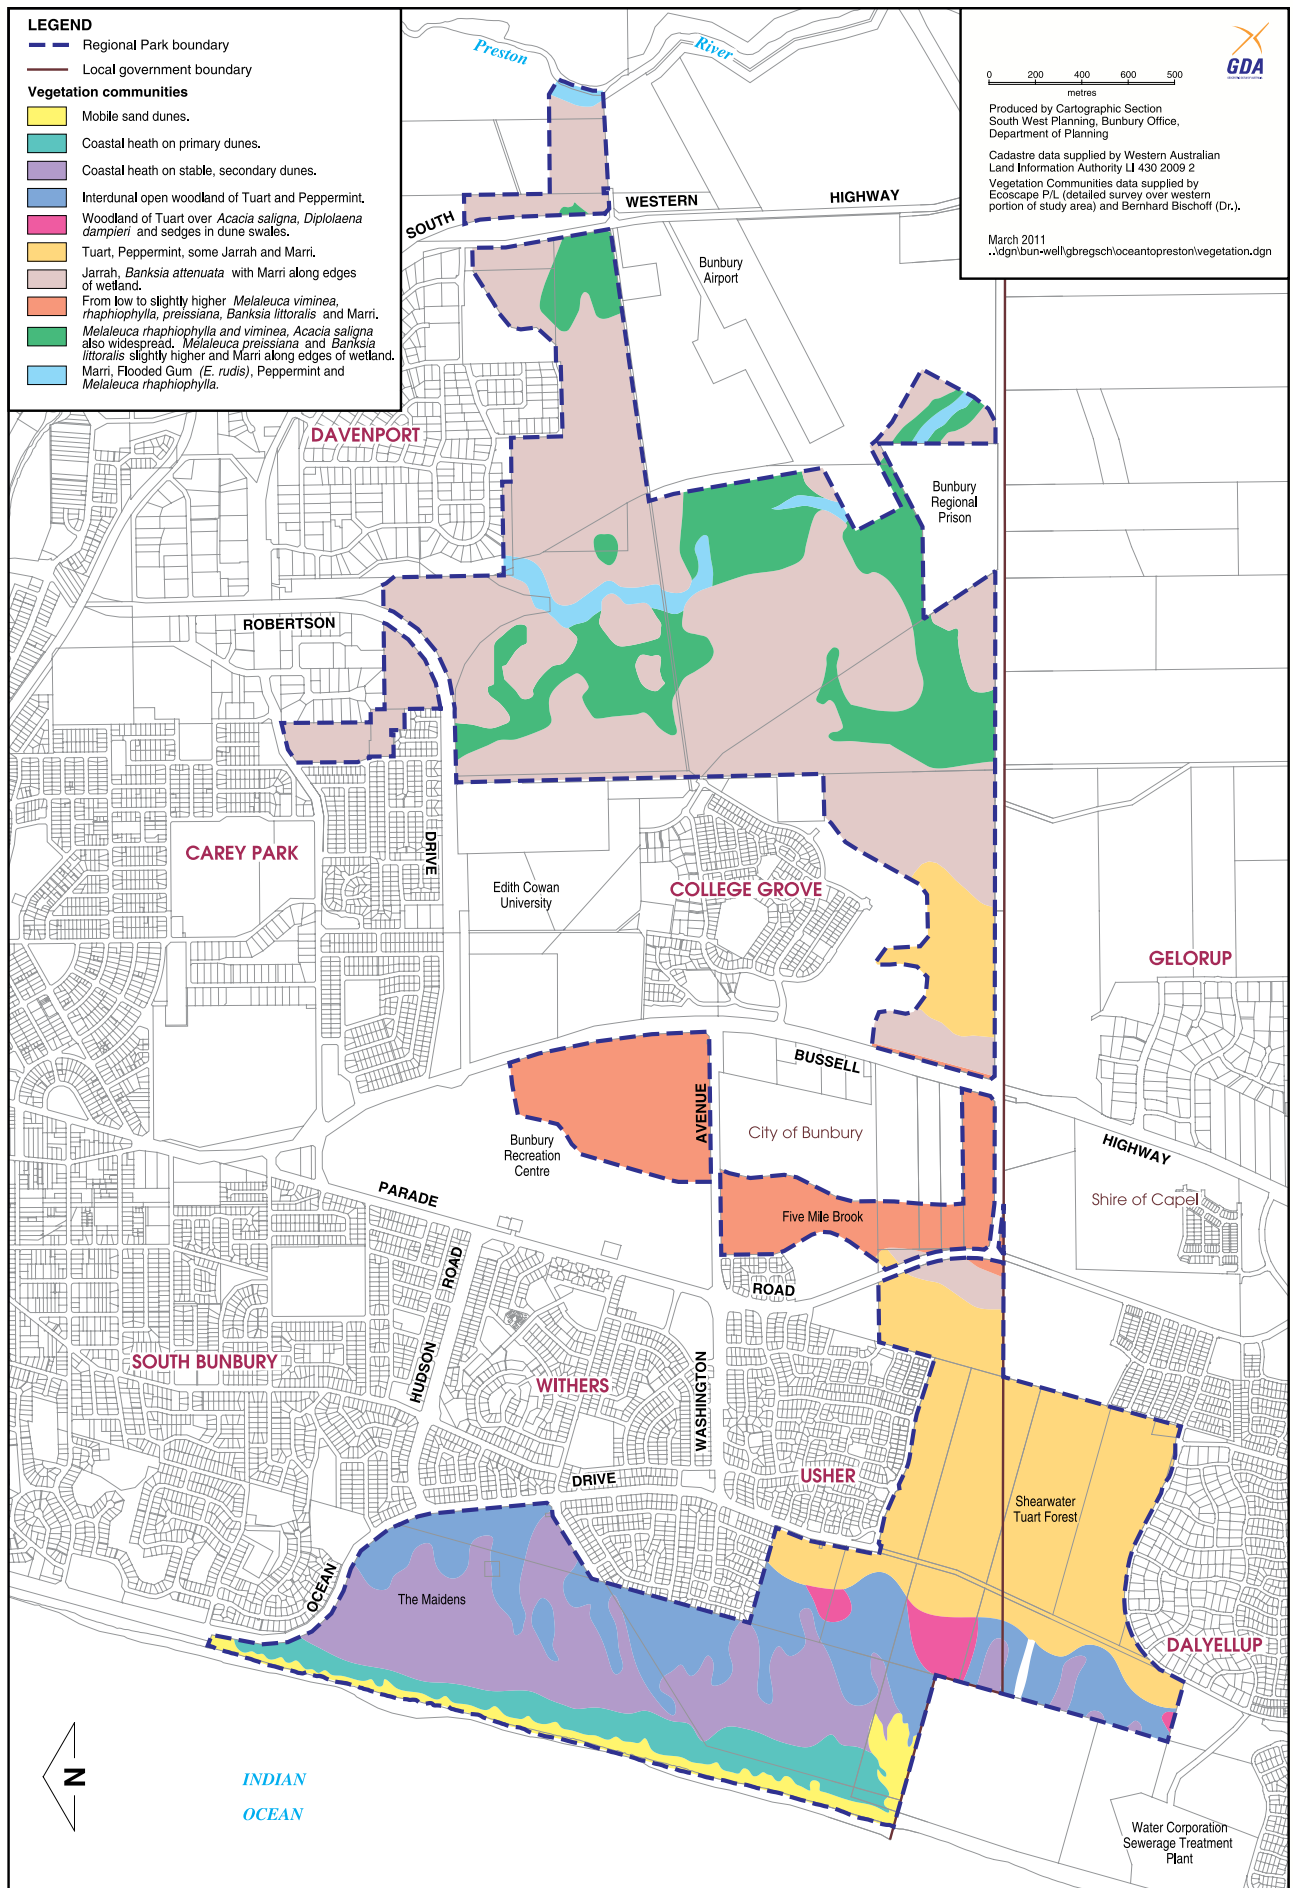 LEGEND
Regional Park boundary
Local government boundary
Vegetation communities
Mobile sand dunes.
Coastal heath on primary dunes.
Coastal heath on stable, secondary dunes.
Interdunal open woodland of Tuart and Peppermint.
Woodland of Tuart over Acacia saligna, Diplolaena
dampieri and sedges in dune swales.
Tuart, Peppermint, some Jarrah and Marri.
Jarrah, Banksia attenuata with Marri along edges
of wetland.
From low to slightly higher Melaleuca viminea,
rhaphiophylla, preissiana, Banksia littoralis and Marri.
Melaleuca rhaphiophylla and viminea, Acacia saligna
also widespread. Melaleuca preissiana and Banksia
littoralis slightly higher and Marri along edges of wetland.
Marri, Flooded Gum (E. rudis), Peppermint and
Melaleuca rhaphiophylla.
GDA
0 200 400 600 500
metres
Produced by Cartographic Section
South West Planning, Bunbury Office,
Department of Planning
Cadastre data supplied by Western Australian
Land Information Authority LI 430 2009 2
Vegetation Communities data supplied by
Ecoscape P/L (detailed survey over western
portion of study area) and Bernhard Bischoff (Dr.).
March 2011
..\dgn\bun-well\gbregsch\oceantopreston\vegetation.dgn
Preston River
SOUTH WESTERN HIGHWAY
Bunbury
Airport
DAVENPORT
Bunbury
Regional
Prison
ROBERTSON
DRIVE
CAREY PARK
Edith Cowan
University
COLLEGE GROVE
GELORUP
BUSSELL
HIGHWAY
AVENUE
City of Bunbury
Bunbury
Recreation
Centre
PARADE
Shire of Capel
Five Mile Brook
ROAD
ROAD
HUDSON
SOUTH BUNBURY
WITHERS
WASHINGTON
USHER
DRIVE
Shearwater
Tuart Forest
OCEAN
The Maidens
DALYELLUP
N
INDIAN
OCEAN
Water Corporation
Sewerage Treatment
Plant